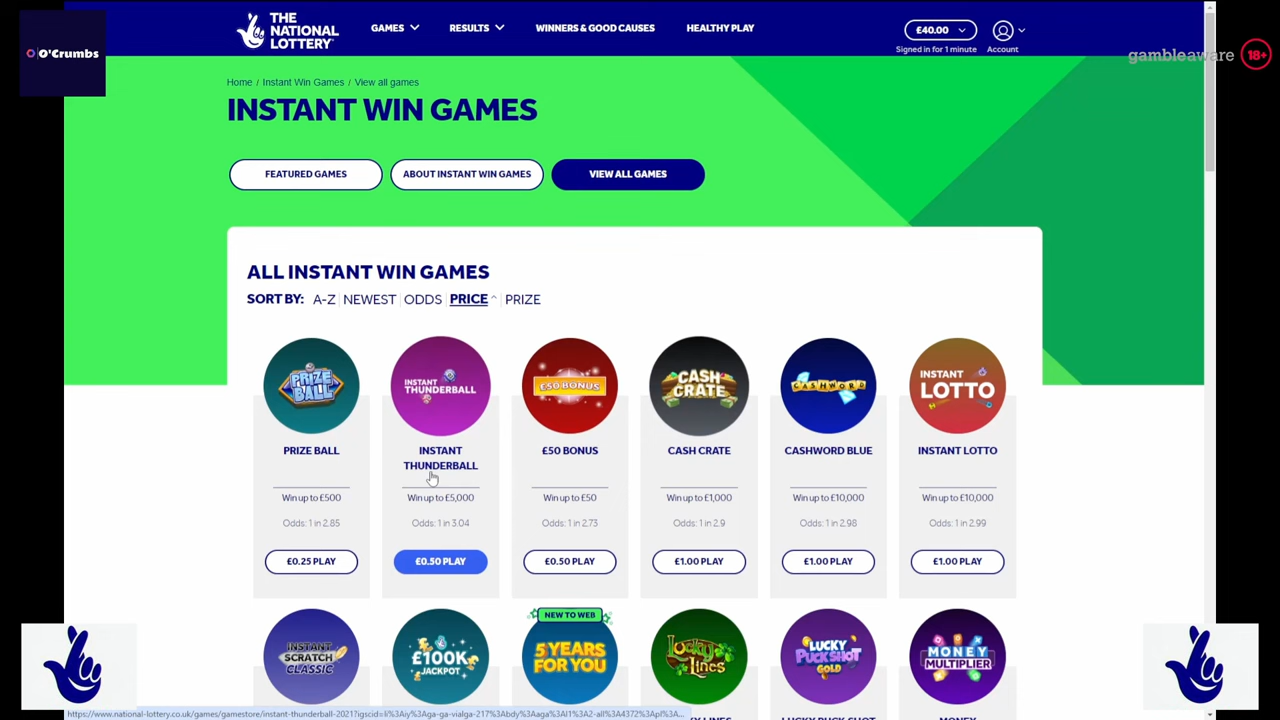 O'Crumbs
THE
NATIONAL
LOTTERY
GAMES
RESULTS
WINNERS & GOOD CAUSES
HEALTHY PLAY
£40.00
Signed in for 1 minute
Account
gambleaware 18+
Home / Instant Win Games / View all games
INSTANT WIN GAMES
FEATURED GAMES
ABOUT INSTANT WIN GAMES
VIEW ALL GAMES
ALL INSTANT WIN GAMES
SORT BY: A-Z NEWEST ODDS PRICE ^ PRIZE
PRIZE
BALL
INSTANT
THUNDERBALL
£50 BONUS
CASH
CRATE
CASHWORD
INSTANT
LOTTO
PRIZE BALL
INSTANT
THUNDERBALL
£50 BONUS
CASH CRATE
CASHWORD BLUE
INSTANT LOTTO
Win up to £500
Win up to £5,000
Win up to £50
Win up to £1,000
Win up to £10,000
Win up to £10,000
Odds: 1 in 2.85
Odds: 1 in 3.04
Odds: 1 in 2.73
Odds: 1 in 2.9
Odds: 1 in 2.98
Odds: 1 in 2.99
£0.25 PLAY
£0.50 PLAY
£0.50 PLAY
£1.00 PLAY
£1.00 PLAY
£1.00 PLAY
INSTANT
SCRATCH
CLASSIC
£100K
JACKPOT
NEW TO WEB
5 YEARS
FOR YOU
Lucky
Lines
LUCKY
PUCKSHOT
GOLD
MONEY
MULTIPLIER
LUCKY PUCK SHOT
MONEY